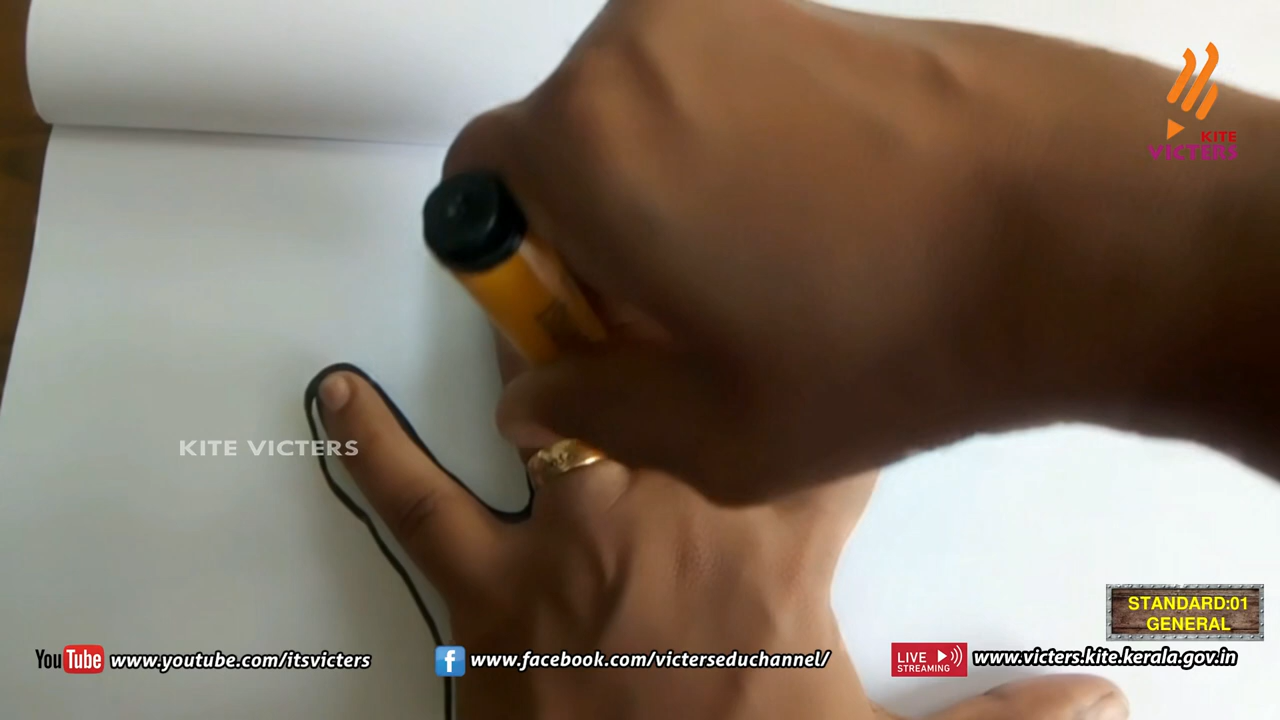 KITE
VICTERS
KITE VICTERS
STANDARD:01
GENERAL
YouTube www.youtube.com/itsvicters
f www.facebook.com/victerseduchannel/
LIVE STREAMING www.victers.kite.kerala.gov.in